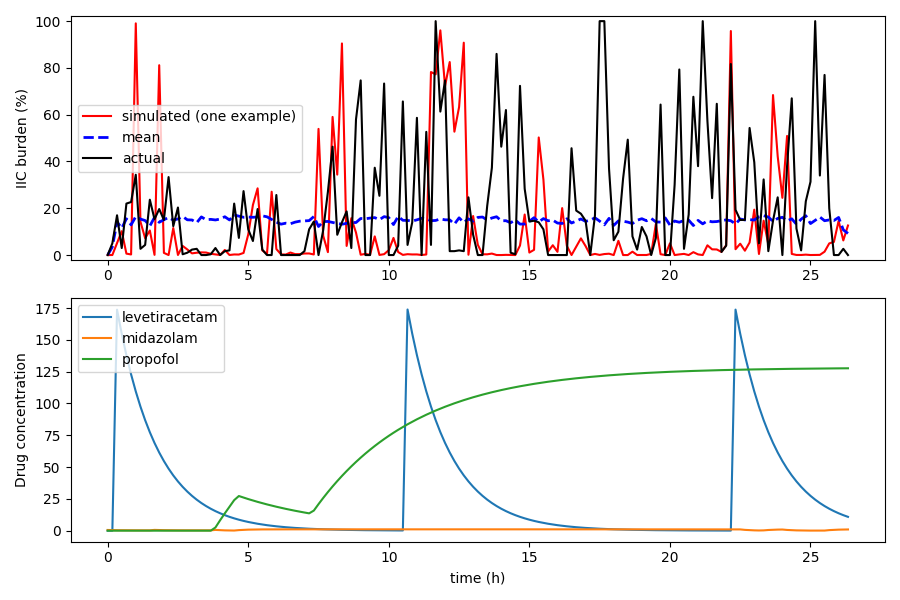 100
80
60
40
20
0
IIC burden (%)
simulated (one example)
mean
actual
0 5 10 15 20 25
175
150
125
100
75
50
25
0
Drug concentration
levetiracetam
midazolam
propofol
0 5 10 15 20 25
time (h)